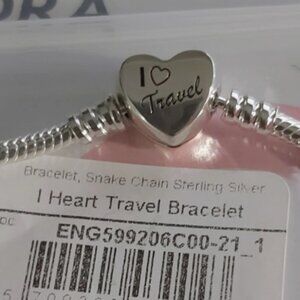 I ♡
Travel
Bracelet, Snake Chain Sterling Silver
I Heart Travel Bracelet
ENG599206C00-21_1